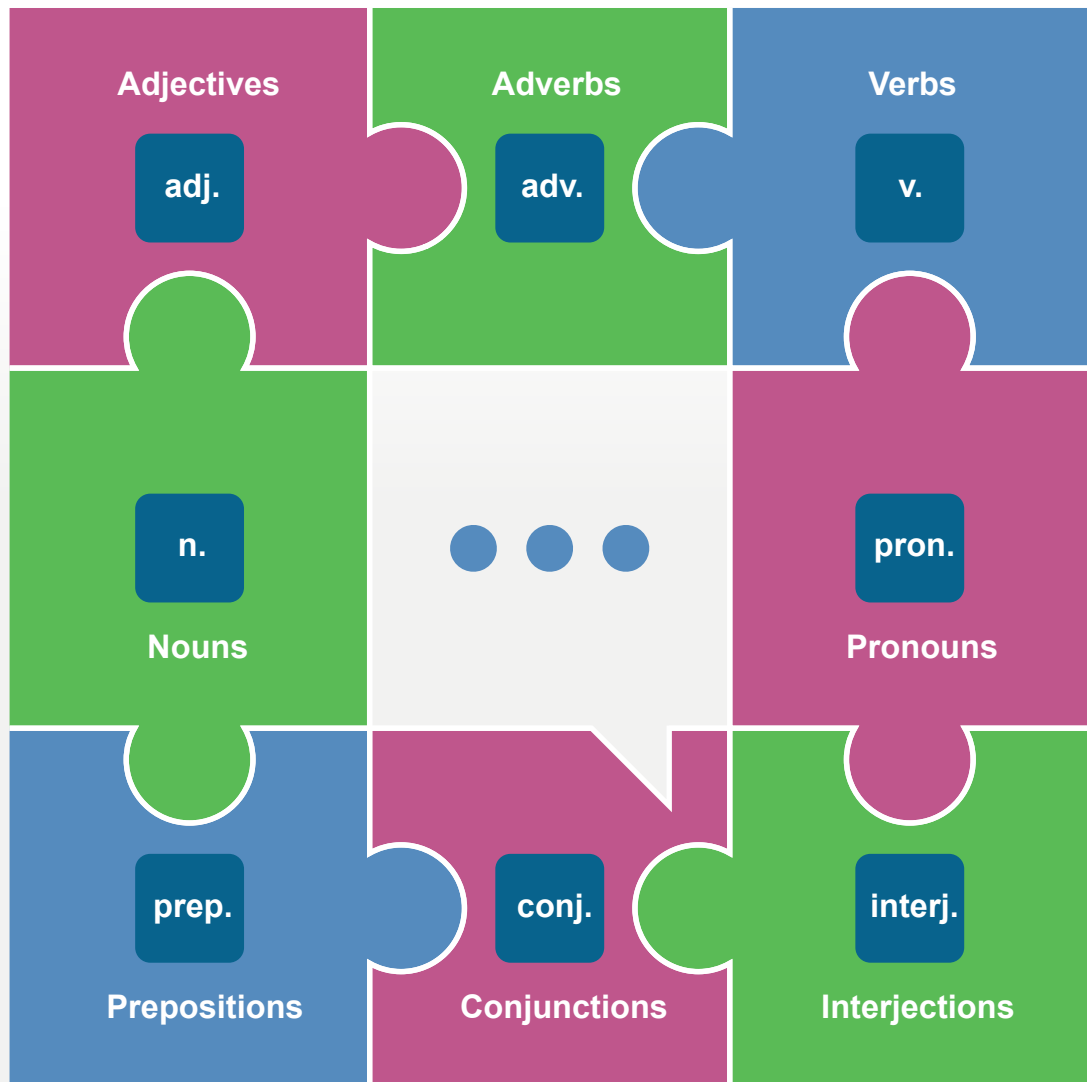 Adjectives
Adverbs
Verbs
adj.
adv.
v.
n.
pron.
Nouns
Pronouns
prep.
conj.
interj.
Prepositions
Conjunctions
Interjections